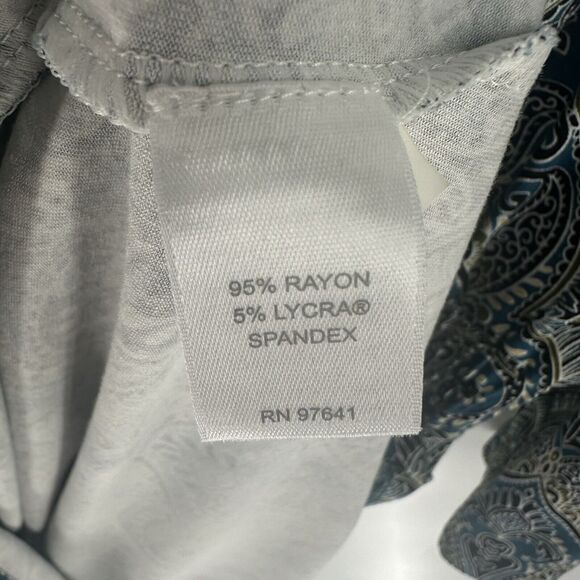 95% RAYON
5% LYCRA®
SPANDEX
RN 97641